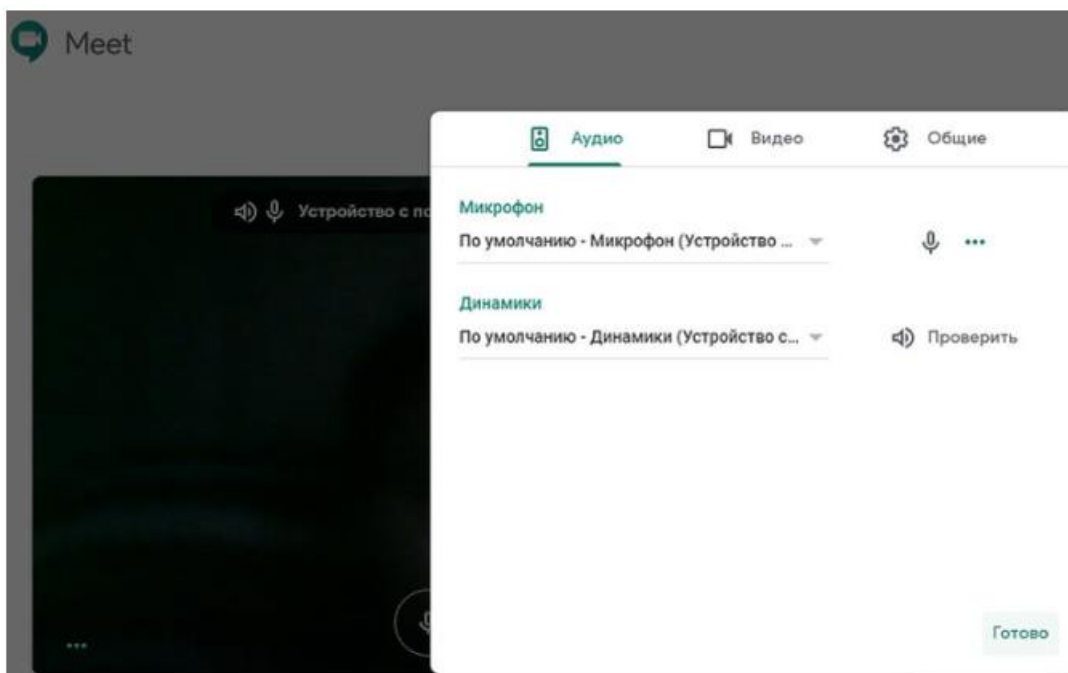 Meet
Аудио
Видео
Общие
Устройство с по
Микрофон
По умолчанию - Микрофон (Устройство ...
Динамики
По умолчанию - Динамики (Устройство с...
Проверить
Готово